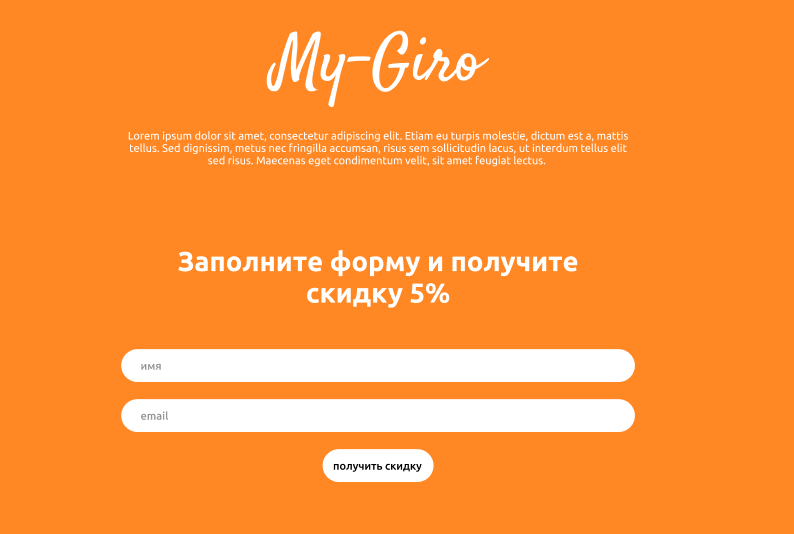 My-Giro
Lorem ipsum dolor sit amet, consectetur adipiscing elit. Etiam eu turpis molestie, dictum est a, mattis
tellus. Sed dignissim, metus nec fringilla accumsan, risus sem sollicitudin lacus, ut interdum tellus elit
sed risus. Maecenas eget condimentum velit, sit amet feugiat lectus.
Заполните форму и получите
скидку 5%
имя
email
получить скидку